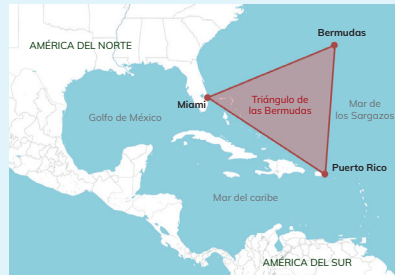 Bermudas
AMÉRICA DEL NORTE
Miami
Triángulo de
las Bermudas
Mar de
los Sargazos
Golfo de México
Puerto Rico
Mar del caribe
AMÉRICA DEL SUR